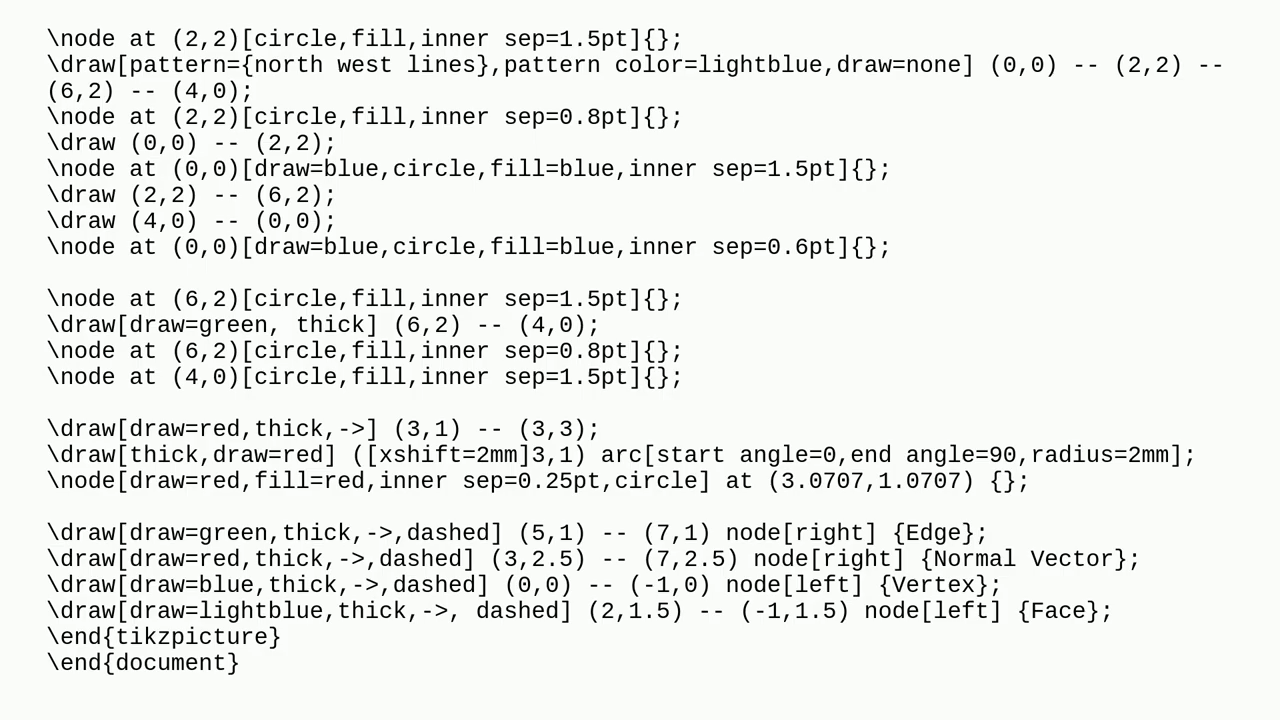 \node at (2,2)[circle,fill,inner sep=1.5pt]{};
\draw[pattern={north west lines},pattern color=lightblue,draw=none] (0,0) -- (2,2) --
(6,2) -- (4,0);
\node at (2,2)[circle,fill,inner sep=0.8pt]{};
\draw (0,0) -- (2,2);
\node at (0,0)[draw=blue,circle,fill=blue,inner sep=1.5pt]{};
\draw (2,2) -- (6,2);
\draw (4,0) -- (0,0);
\node at (0,0)[draw=blue,circle,fill=blue,inner sep=0.6pt]{};

\node at (6,2)[circle,fill,inner sep=1.5pt]{};
\draw[draw=green, thick] (6,2) -- (4,0);
\node at (6,2)[circle,fill,inner sep=0.8pt]{};
\node at (4,0)[circle,fill,inner sep=1.5pt]{};

\draw[draw=red,thick,->] (3,1) -- (3,3);
\draw[thick,draw=red] ([xshift=2mm]3,1) arc[start angle=0,end angle=90,radius=2mm];
\node[draw=red,fill=red,inner sep=0.25pt,circle] at (3.0707,1.0707) {};

\draw[draw=green,thick,->,dashed] (5,1) -- (7,1) node[right] {Edge};
\draw[draw=red,thick,->,dashed] (3,2.5) -- (7,2.5) node[right] {Normal Vector};
\draw[draw=blue,thick,->,dashed] (0,0) -- (-1,0) node[left] {Vertex};
\draw[draw=lightblue,thick,->, dashed] (2,1.5) -- (-1,1.5) node[left] {Face};
\end{tikzpicture}
\end{document}